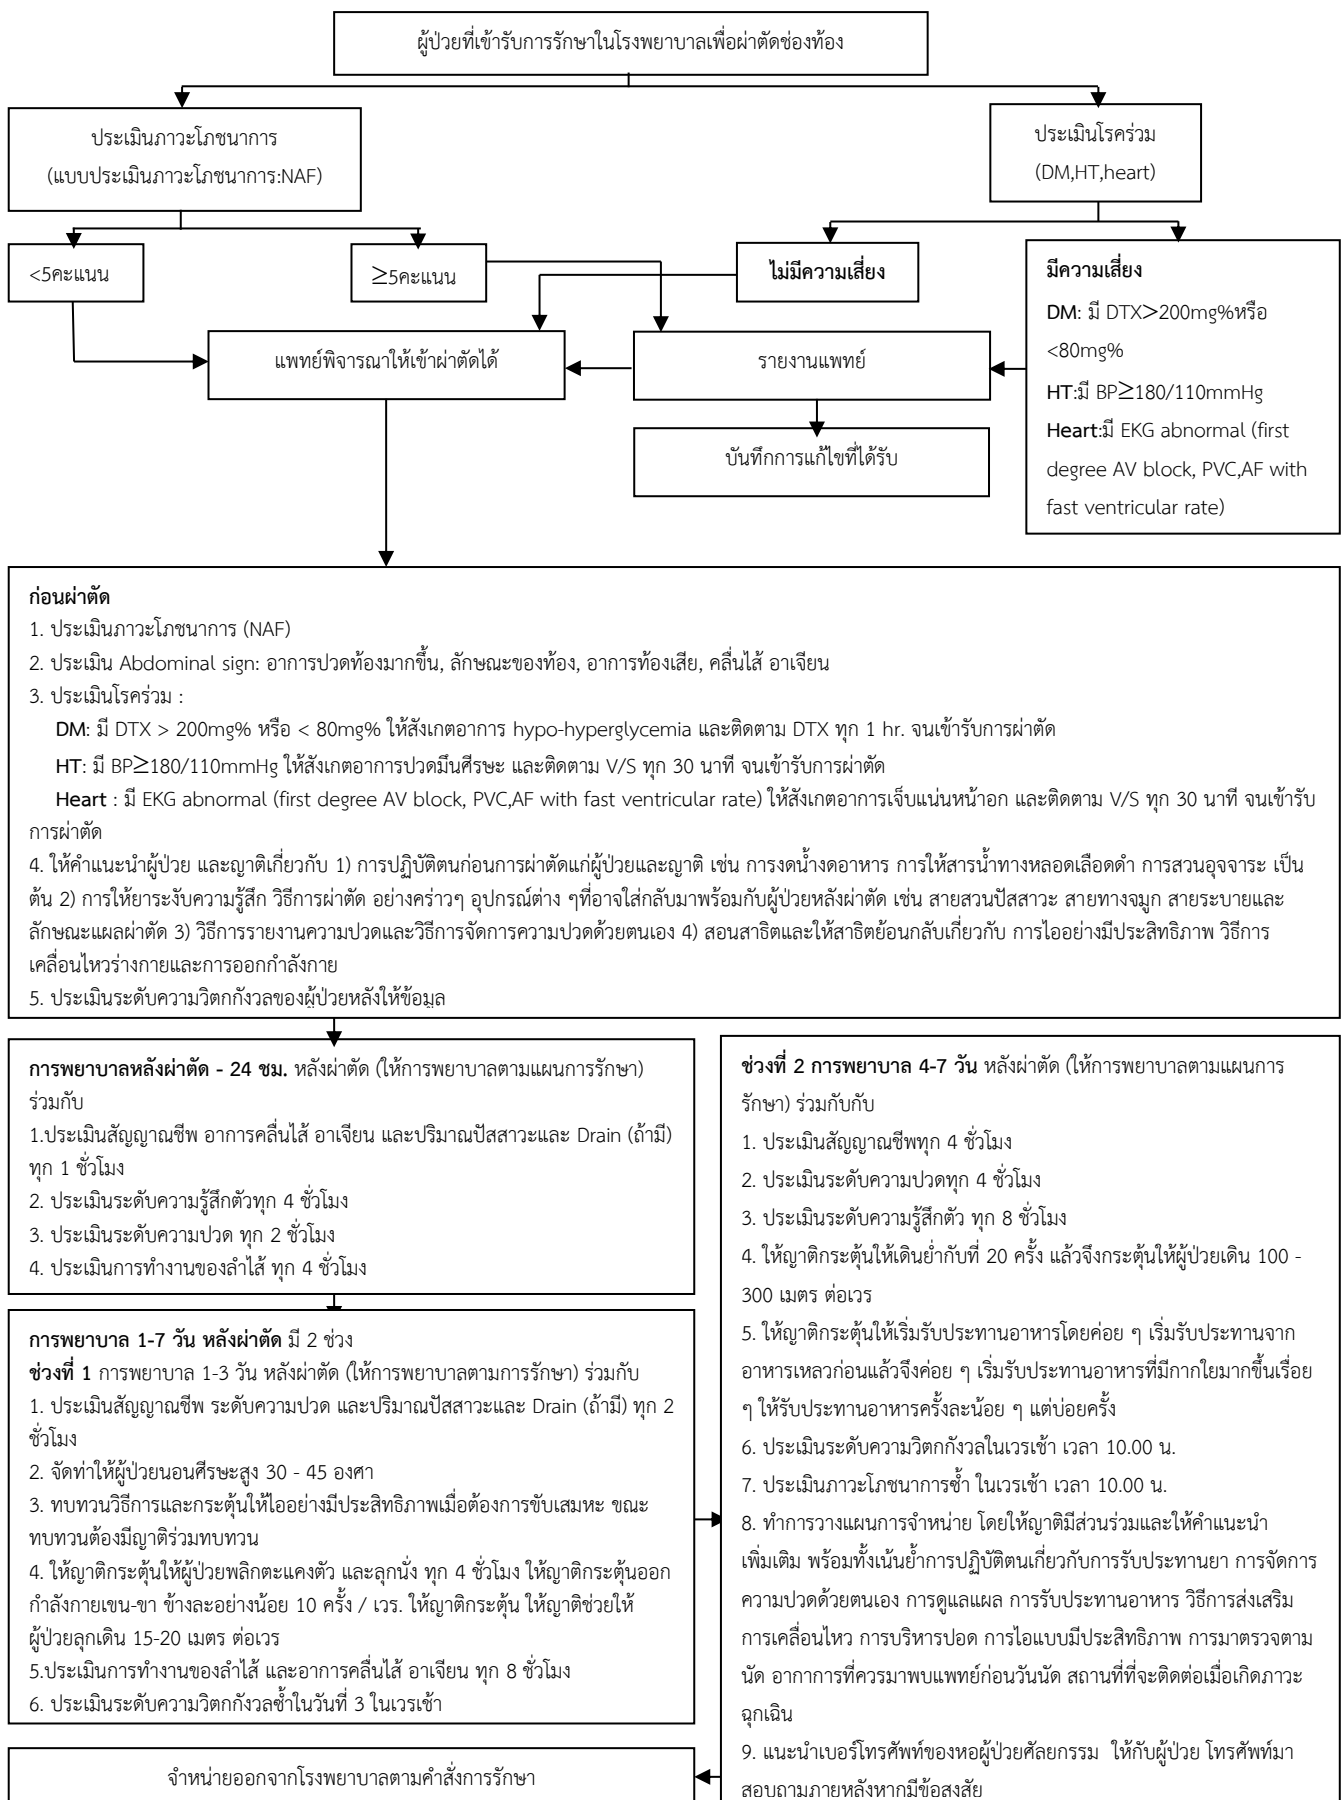 ผู้ป่วยที่เข้ารับการรักษาในโรงพยาบาลเพื่อผ่าตัดช่องท้อง
ประเมินภาวะโภชนาการ
(แบบประเมินภาวะโภชนาการ:NAF)
ประเมินโรคร่วม
(DM,HT,heart)
<5คะแนน
≥5คะแนน
ไม่มีความเสี่ยง
มีความเสี่ยง
DM: มี DTX>200mg%หรือ
<80mg%
HT:มี BP≥180/110mmHg
Heart:มี EKG abnormal (first
degree AV block, PVC,AF with
fast ventricular rate)
แพทย์พิจารณาให้เข้าผ่าตัดได้
รายงานแพทย์
บันทึกการแก้ไขที่ได้รับ
ก่อนผ่าตัด
1. ประเมินภาวะโภชนาการ (NAF)
2. ประเมิน Abdominal sign: อาการปวดท้องมากขึ้น, ลักษณะของท้อง, อาการท้องเสีย, คลื่นไส้ อาเจียน
3. ประเมินโรคร่วม :
DM: มี DTX > 200mg% หรือ < 80mg% ให้สังเกตอาการ hypo-hyperglycemia และติดตาม DTX ทุก 1 hr. จนเข้ารับการผ่าตัด
HT: มี BP≥180/110mmHg ให้สังเกตอาการปวดมึนศีรษะ และติดตาม V/S ทุก 30 นาที จนเข้ารับการผ่าตัด
Heart : มี EKG abnormal (first degree AV block, PVC,AF with fast ventricular rate) ให้สังเกตอาการเจ็บแน่นหน้าอก และติดตาม V/S ทุก 30 นาที จนเข้ารับ
การผ่าตัด
4. ให้คำแนะนำผู้ป่วย และญาติเกี่ยวกับ 1) การปฏิบัติตนก่อนการผ่าตัดแก่ผู้ป่วยและญาติ เช่น การงดน้ำงดอาหาร การให้สารน้ำทางหลอดเลือดดำ การสวนอุจจาระ เป็น
ต้น 2) การให้ยาระงับความรู้สึก วิธีการผ่าตัด อย่างคร่าวๆ อุปกรณ์ต่าง ๆที่อาจใส่กลับมาพร้อมกับผู้ป่วยหลังผ่าตัด เช่น สายสวนปัสสาวะ สายทางจมูก สายระบายและ
ลักษณะแผลผ่าตัด 3) วิธีการรายงานความปวดและวิธีการจัดการความปวดด้วยตนเอง 4) สอนสาธิตและให้สาธิตย้อนกลับเกี่ยวกับ การไออย่างมีประสิทธิภาพ วิธีการ
เคลื่อนไหวร่างกายและการออกกำลังกาย
5. ประเมินระดับความวิตกกังวลของผู้ป่วยหลังให้ข้อมูล
การพยาบาลหลังผ่าตัด - 24 ชม. หลังผ่าตัด (ให้การพยาบาลตามแผนการรักษา)
ร่วมกับ
1.ประเมินสัญญาณชีพ อาการคลื่นไส้ อาเจียน และปริมาณปัสสาวะและ Drain (ถ้ามี)
ทุก 1 ชั่วโมง
2. ประเมินระดับความรู้สึกตัวทุก 4 ชั่วโมง
3. ประเมินระดับความปวด ทุก 2 ชั่วโมง
4. ประเมินการทำงานของลำไส้ ทุก 4 ชั่วโมง
การพยาบาล 1-7 วัน หลังผ่าตัด มี 2 ช่วง
ช่วงที่ 1 การพยาบาล 1-3 วัน หลังผ่าตัด (ให้การพยาบาลตามการรักษา) ร่วมกับ
1. ประเมินสัญญาณชีพ ระดับความปวด และปริมาณปัสสาวะและ Drain (ถ้ามี) ทุก 2
ชั่วโมง
2. จัดท่าให้ผู้ป่วยนอนศีรษะสูง 30 - 45 องศา
3. ทบทวนวิธีการและกระตุ้นให้ไออย่างมีประสิทธิภาพเมื่อต้องการขับเสมหะ ขณะ
ทบทวนต้องมีญาติร่วมทบทวน
4. ให้ญาติกระตุ้นให้ผู้ป่วยพลิกตะแคงตัว และลุกนั่ง ทุก 4 ชั่วโมง ให้ญาติกระตุ้นออก
กำลังกายแขน-ขา ข้างละอย่างน้อย 10 ครั้ง / เวร. ให้ญาติกระตุ้น ให้ญาติช่วยให้
ผู้ป่วยลุกเดิน 15-20 เมตร ต่อเวร
5.ประเมินการทำงานของลำไส้ และอาการคลื่นไส้ อาเจียน ทุก 8 ชั่วโมง
6. ประเมินระดับความวิตกกังวลซ้ำในวันที่ 3 ในเวรเช้า
ช่วงที่ 2 การพยาบาล 4-7 วัน หลังผ่าตัด (ให้การพยาบาลตามแผนการ
รักษา) ร่วมกับกับ
1. ประเมินสัญญาณชีพทุก 4 ชั่วโมง
2. ประเมินระดับความปวดทุก 4 ชั่วโมง
3. ประเมินระดับความรู้สึกตัว ทุก 8 ชั่วโมง
4. ให้ญาติกระตุ้นให้เดินย่ำกับที่ 20 ครั้ง แล้วจึงกระตุ้นให้ผู้ป่วยเดิน 100 -
300 เมตร ต่อเวร
5. ให้ญาติกระตุ้นให้เริ่มรับประทานอาหารโดยค่อย ๆ เริ่มรับประทานจาก
อาหารเหลวก่อนแล้วจึงค่อย ๆ เริ่มรับประทานอาหารที่มีกากใยมากขึ้นเรื่อย
ๆ ให้รับประทานอาหารครั้งละน้อย ๆ แต่บ่อยครั้ง
6. ประเมินระดับความวิตกกังวลในเวรเช้า เวลา 10.00 น.
7. ประเมินภาวะโภชนาการซ้ำ ในเวรเช้า เวลา 10.00 น.
8. ทำการวางแผนการจำหน่าย โดยให้ญาติมีส่วนร่วมและให้คำแนะนำ
เพิ่มเติม พร้อมทั้งเน้นย้ำการปฏิบัติตนเกี่ยวกับการรับประทานยา การจัดการ
ความปวดด้วยตนเอง การดูแลแผล การรับประทานอาหาร วิธีการส่งเสริม
การเคลื่อนไหว การบริหารปอด การไอแบบมีประสิทธิภาพ การมาตรวจตาม
นัด อากาการที่ควรมาพบแพทย์ก่อนวันนัด สถานที่ที่จะติดต่อเมื่อเกิดภาวะ
ฉุกเฉิน
9. แนะนำเบอร์โทรศัพท์ของหอผู้ป่วยศัลยกรรม ให้กับผู้ป่วย โทรศัพท์มา
สอบถามภายหลังหากมีข้อสงสัย
จำหน่ายออกจากโรงพยาบาลตามคำสั่งการรักษา